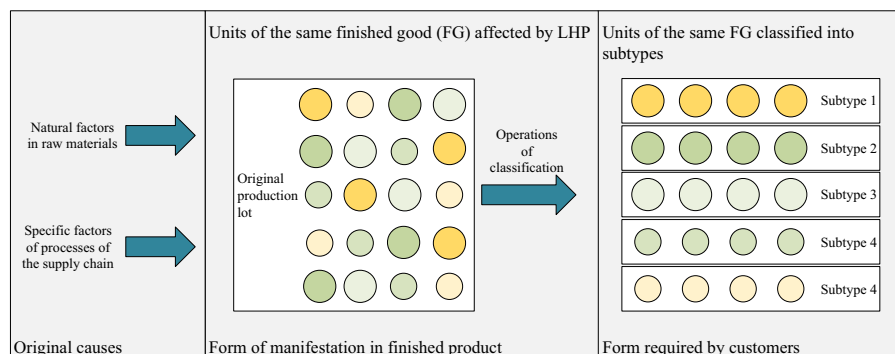 Units of the same finished good (FG) affected by LHP
Units of the same FG classified into
subtypes
Natural factors
in raw materials
Specific factors
of processes of
the supply chain
Original
production
lot
Operations
of
classification
Subtype 1
Subtype 2
Subtype 3
Subtype 4
Subtype 4
Original causes
Form of manifestation in finished product
Form required by customers